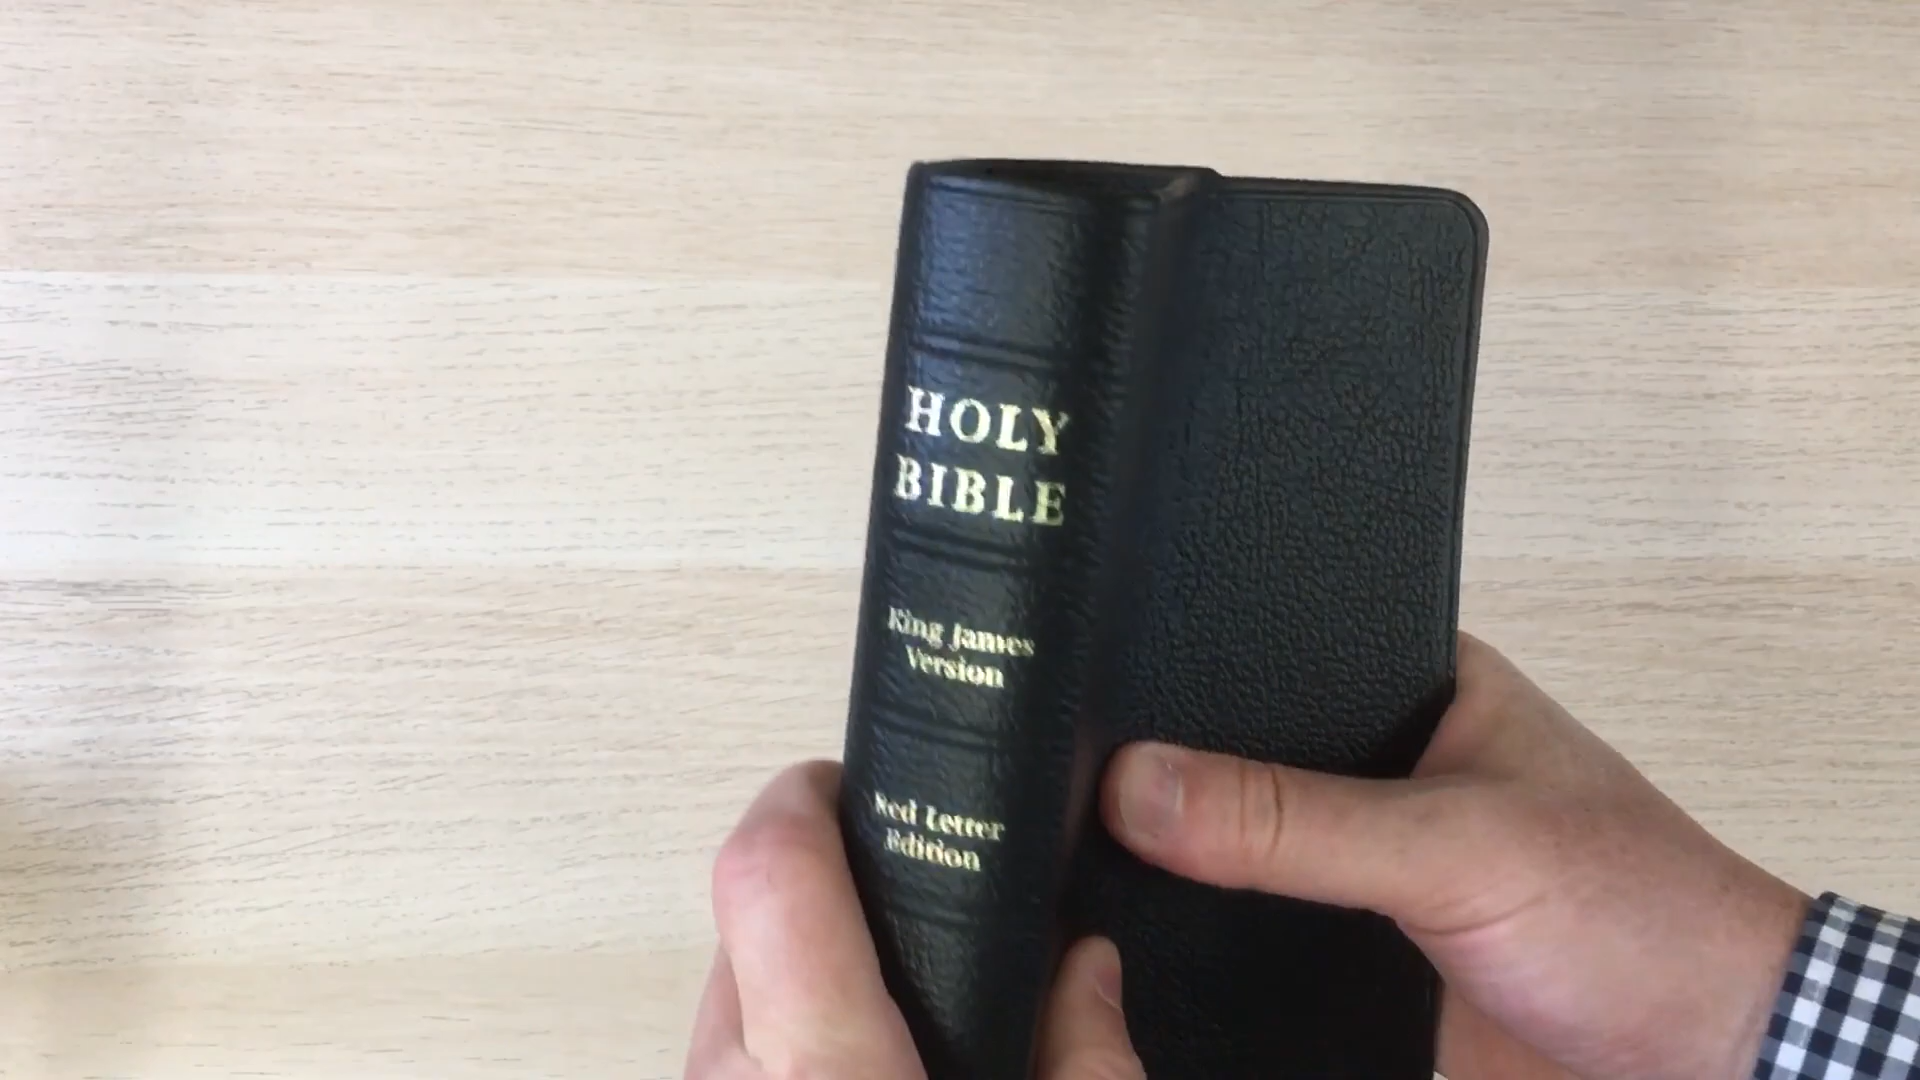 HOLY
BIBLE
King James
Version
Red Letter
Edition